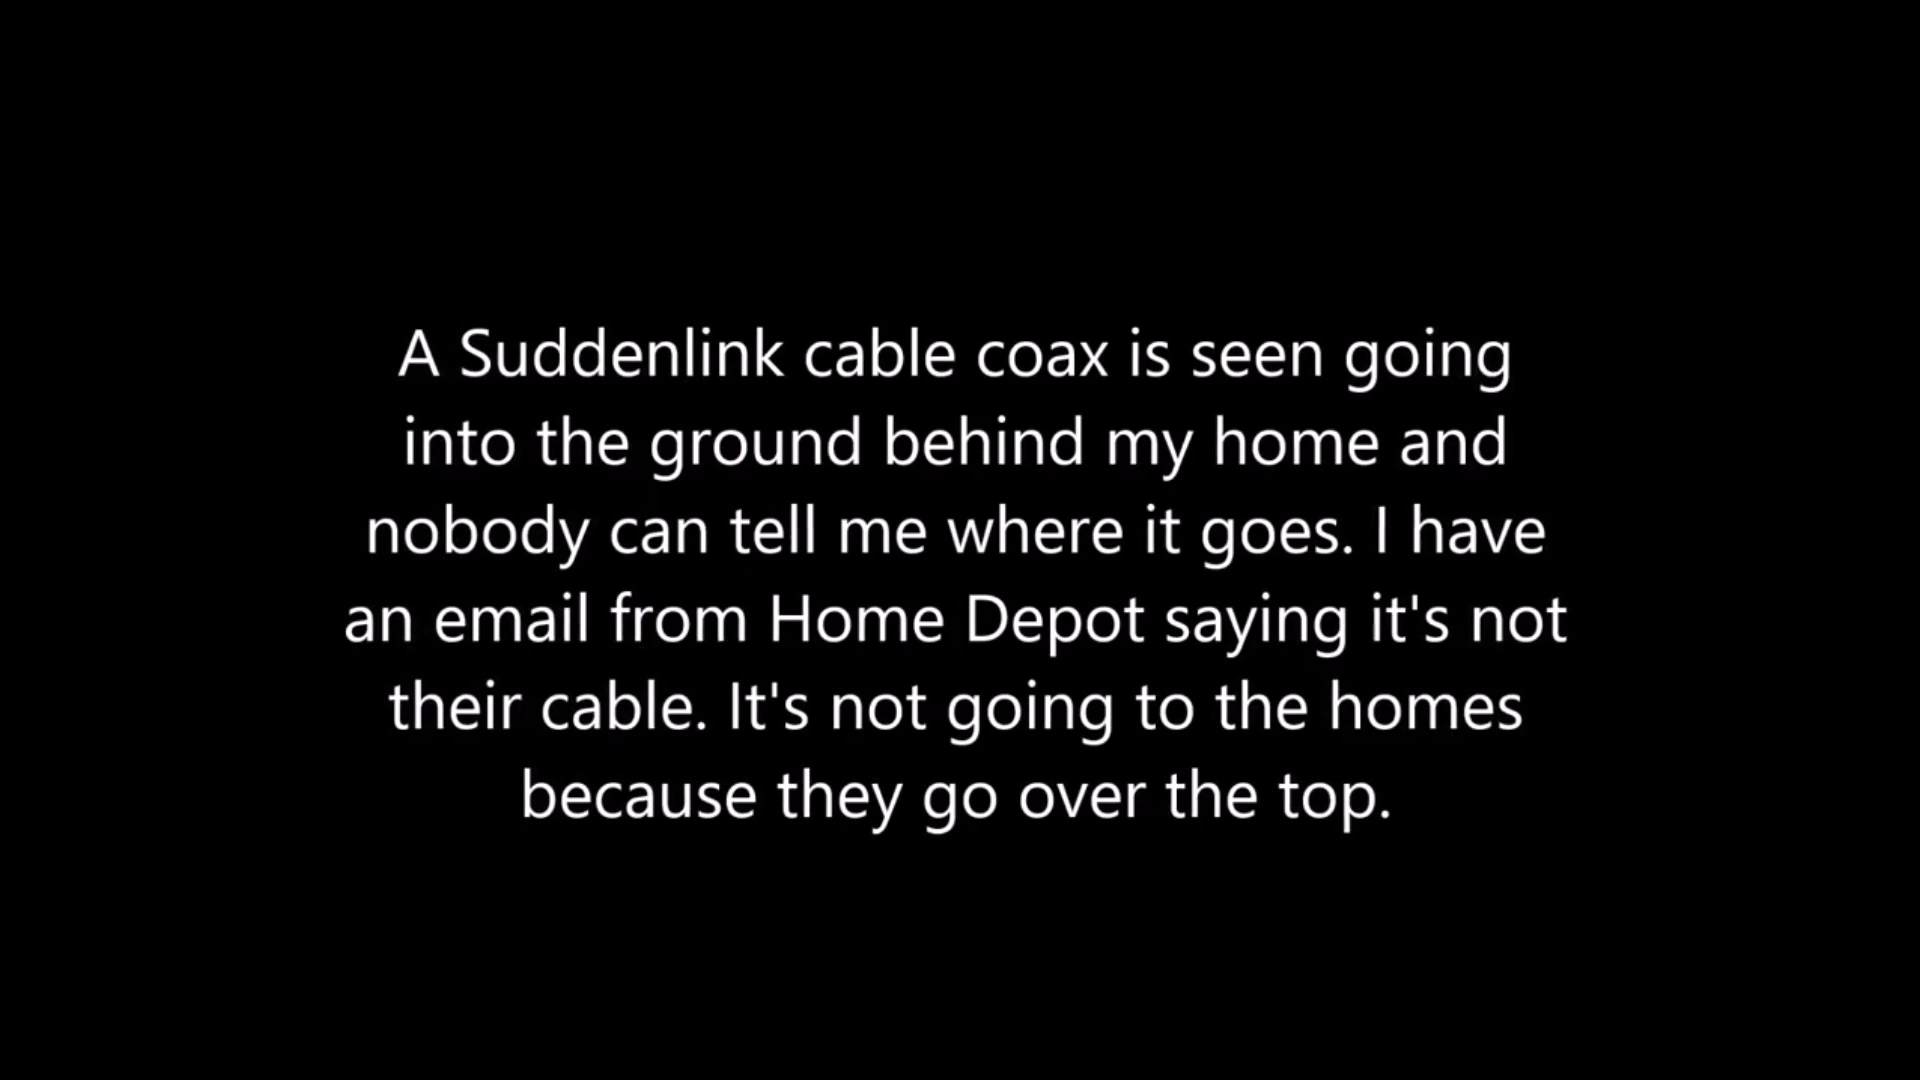 A Suddenlink cable coax is seen going
into the ground behind my home and
nobody can tell me where it goes. I have
an email from Home Depot saying it's not
their cable. It's not going to the homes
because they go over the top.